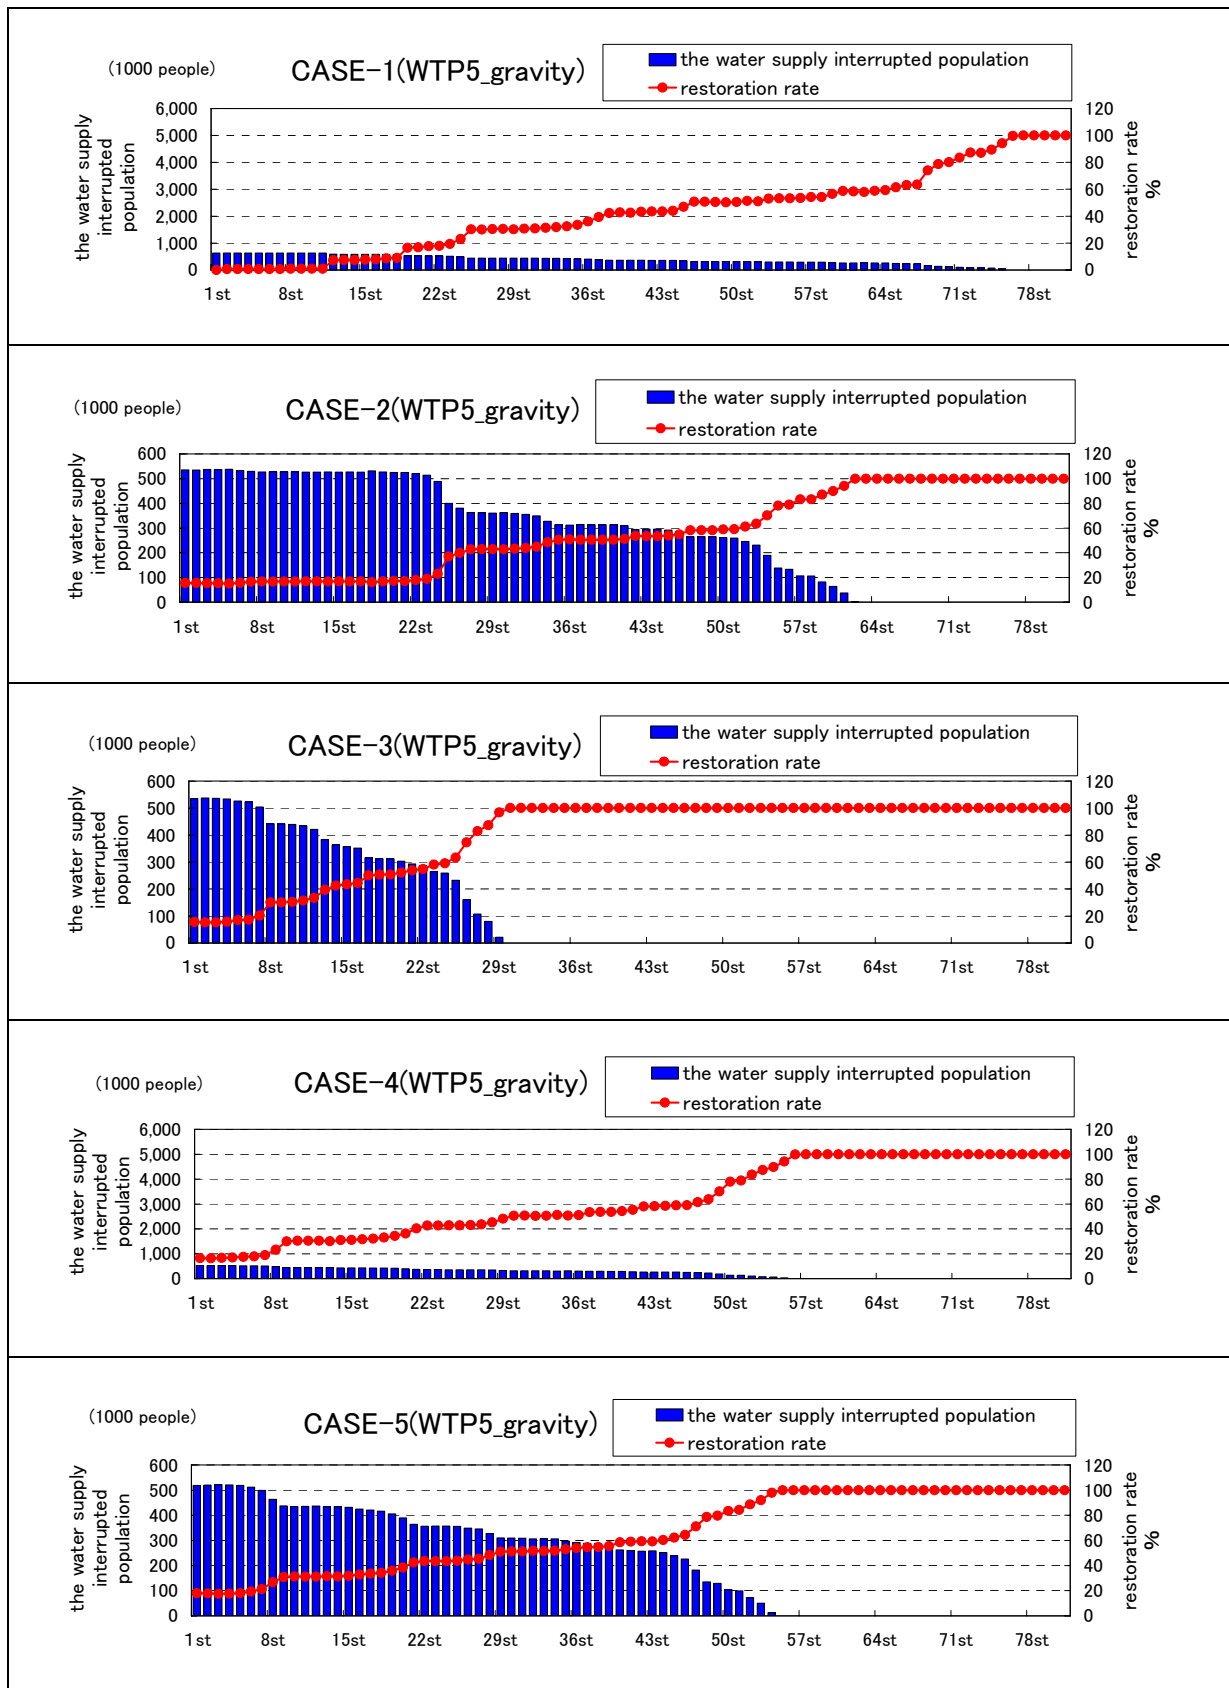 (1000 people)
CASE-1(WTP5_gravity)
the water supply interrupted population
restoration rate
the water supply
interrupted
population
6,000
5,000
4,000
3,000
2,000
1,000
0
120
100
80
60
40
20
0
restoration rate
%
1st 8st 15st 22st 29st 36st 43st 50st 57st 64st 71st 78st
(1000 people)
CASE-2(WTP5_gravity)
the water supply interrupted population
restoration rate
the water supply
interrupted
population
600
500
400
300
200
100
0
120
100
80
60
40
20
0
restoration rate
%
1st 8st 15st 22st 29st 36st 43st 50st 57st 64st 71st 78st
(1000 people)
CASE-3(WTP5_gravity)
the water supply interrupted population
restoration rate
the water supply
interrupted
population
600
500
400
300
200
100
0
120
100
80
60
40
20
0
restoration rate
%
1st 8st 15st 22st 29st 36st 43st 50st 57st 64st 71st 78st
(1000 people)
CASE-4(WTP5_gravity)
the water supply interrupted population
restoration rate
the water supply
interrupted
population
6,000
5,000
4,000
3,000
2,000
1,000
0
120
100
80
60
40
20
0
restoration rate
%
1st 8st 15st 22st 29st 36st 43st 50st 57st 64st 71st 78st
(1000 people)
CASE-5(WTP5_gravity)
the water supply interrupted population
restoration rate
the water supply
interrupted
population
600
500
400
300
200
100
0
120
100
80
60
40
20
0
restoration rate
%
1st 8st 15st 22st 29st 36st 43st 50st 57st 64st 71st 78st